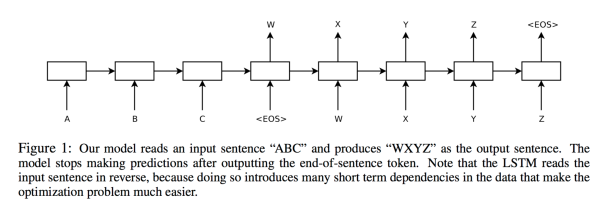 W X Y Z <EOS>
A B C <EOS> W X Y Z
Figure 1: Our model reads an input sentence “ABC” and produces “WXYZ” as the output sentence. The
model stops making predictions after outputting the end-of-sentence token. Note that the LSTM reads the
input sentence in reverse, because doing so introduces many short term dependencies in the data that make the
optimization problem much easier.